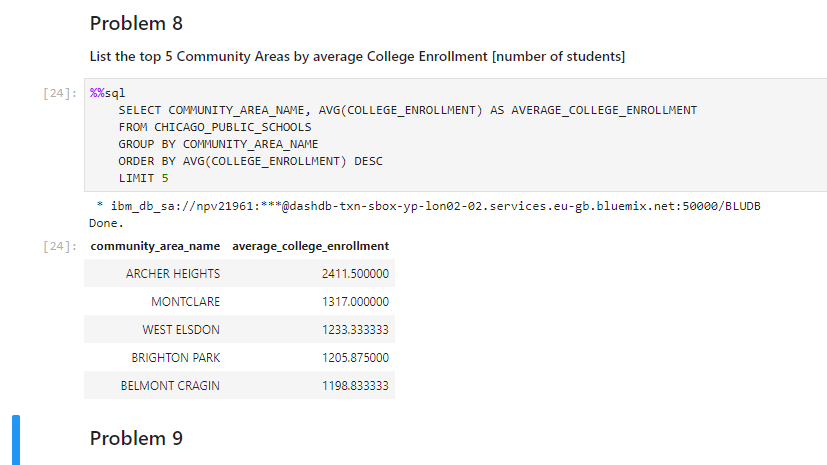 Problem 8
List the top 5 Community Areas by average College Enrollment [number of students]
[24]: %%sql
SELECT COMMUNITY_AREA_NAME, AVG(COLLEGE_ENROLLMENT) AS AVERAGE_COLLEGE_ENROLLMENT
FROM CHICAGO_PUBLIC_SCHOOLS
GROUP BY COMMUNITY_AREA_NAME
ORDER BY AVG(COLLEGE_ENROLLMENT) DESC
LIMIT 5
* ibm_db_sa://npv21961:***@dashdb-txn-sbox-yp-lon02-02.services.eu-gb.bluemix.net:50000/BLUDB
Done.
[24]: community_area_name average_college_enrollment
ARCHER HEIGHTS 2411.500000
MONTCLARE 1317.000000
WEST ELSDON 1233.333333
BRIGHTON PARK 1205.875000
BELMONT CRAGIN 1198.833333
Problem 9